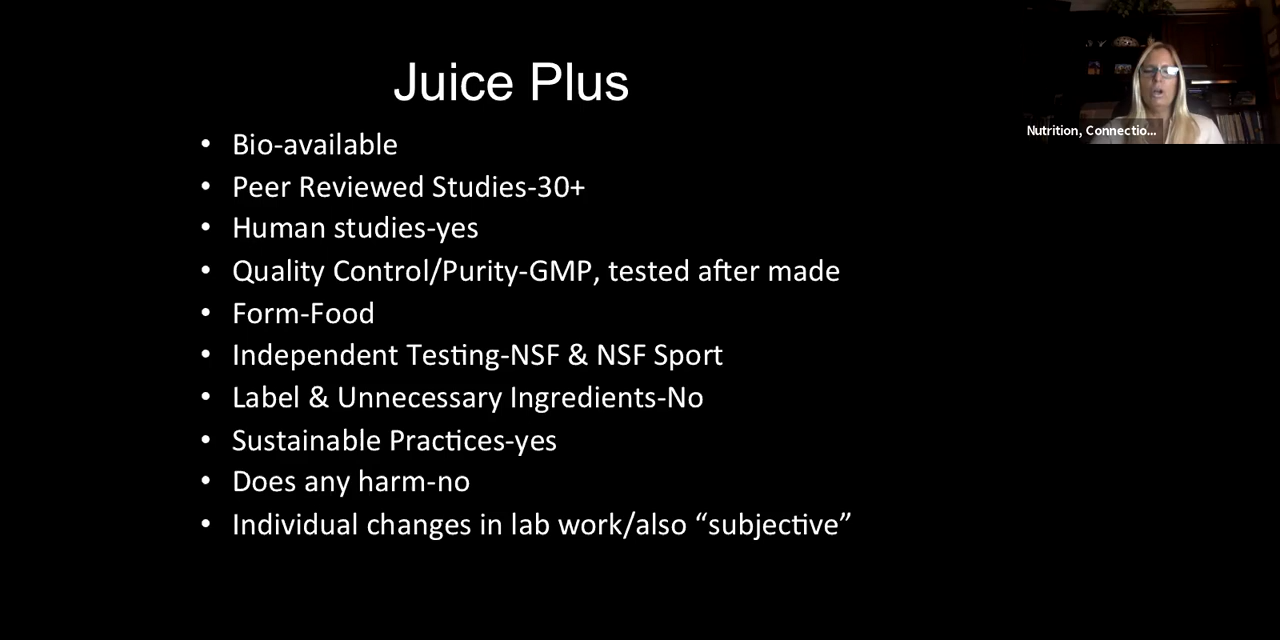 Juice Plus
• Bio-available
• Peer Reviewed Studies-30+
• Human studies-yes
• Quality Control/Purity-GMP, tested after made
• Form-Food
• Independent Testing-NSF & NSF Sport
• Label & Unnecessary Ingredients-No
• Sustainable Practices-yes
• Does any harm-no
• Individual changes in lab work/also “subjective”
Nutrition, Connectio...